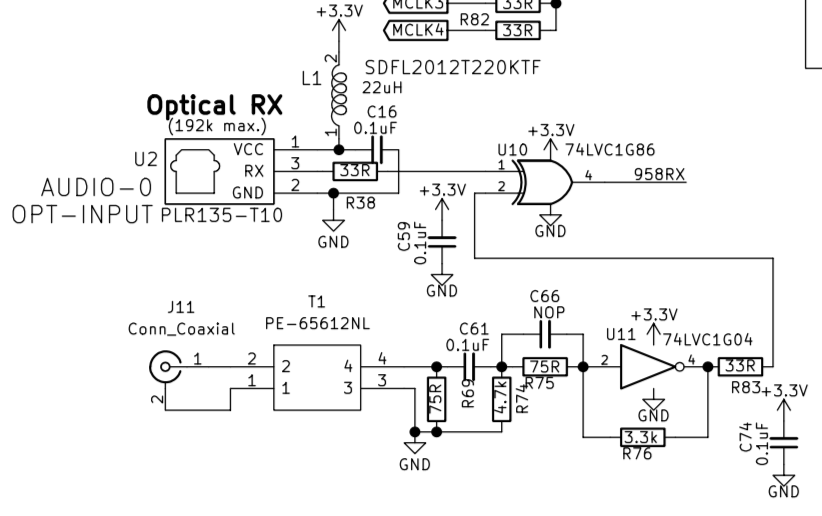 +3.3V
MCLK3
33R
R82
MCLK4
33R
2
L1
SDFL2012T220KTF
22uH
1
Optical RX
(192k max.)
C16
0.1uF
U2
VCC
1
RX
3
33R
GND
2
R38
AUDIO-0
OPT-INPUT
PLR135-T10
GND
+3.3V
U10
74LVC1G86
1
2
4
958RX
GND
+3.3V
C59
0.1uF
GND
J11
Conn_Coaxial
1
2
T1
PE-65612NL
2
2
1
1
4
4
3
3
GND
75R
R69
C61
0.1uF
4.7k
R74
C66
NOP
75R
R75
2
U11
+3.3V
74LVC1G04
4
GND
33R
R83
3.3k
R76
+3.3V
C74
0.1uF
GND